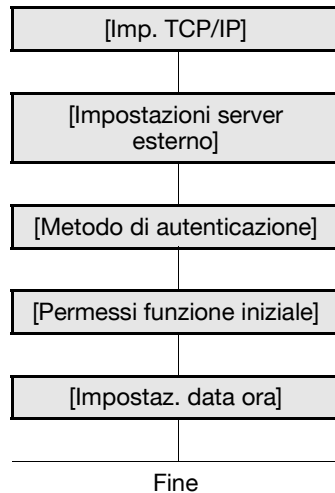 [Imp. TCP/IP]
[Impostazioni server
esterno]
[Metodo di autenticazione]
[Permessi funzione iniziale]
[Impostaz. data ora]
Fine